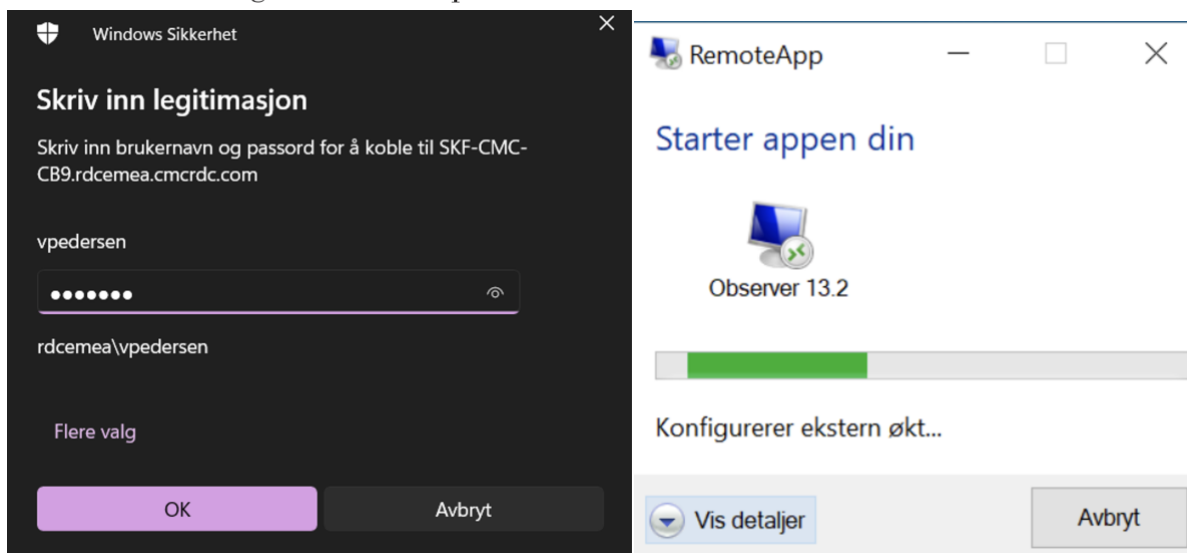 Windows Sikkerhet
Skriv inn legitimasjon
Skriv inn brukernavn og passord for å koble til SKF-CMC-
CB9.rdcemea.cmcrdc.com
vpedersen
●●●●●●●
rdcemea\vpedersen
Flere valg
OK
Avbryt
RemoteApp
Starter appen din
Observer 13.2
Konfigurerer ekstern økt...
Vis detaljer
Avbryt